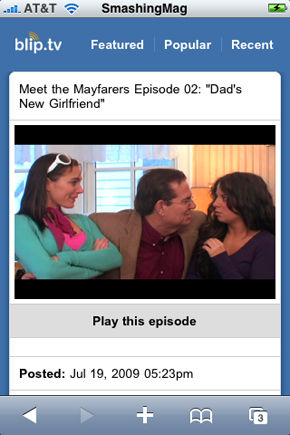 AT&T SmashingMag
blip.tv Featured Popular Recent
Meet the Mayfarers Episode 02: "Dad's
New Girlfriend"
Play this episode
Posted: Jul 19, 2009 05:23pm
3